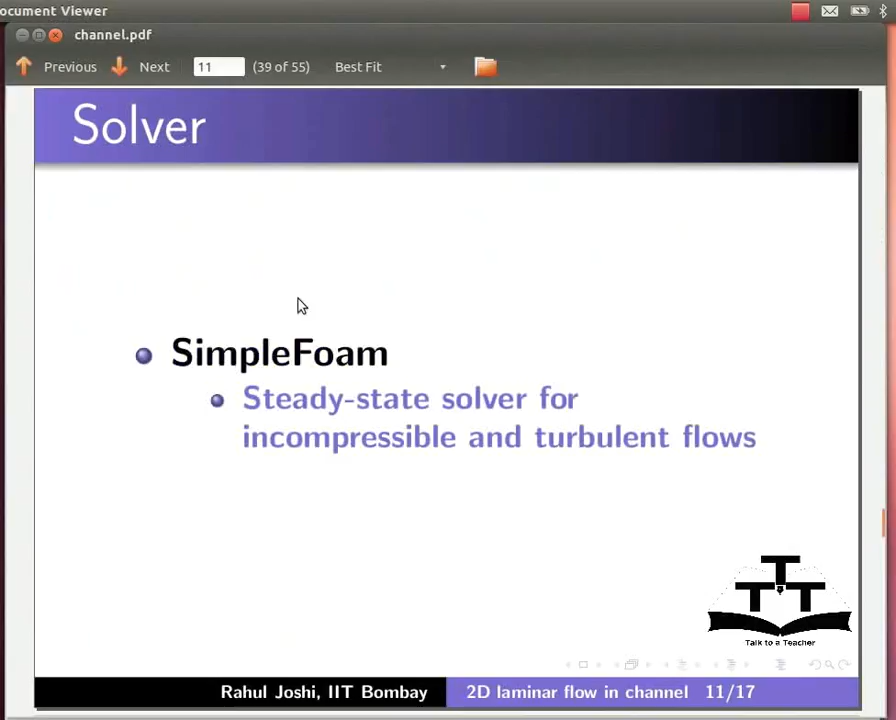 ocument Viewer
channel.pdf
Previous Next 11 (39 of 55) Best Fit
Solver
SimpleFoam
Steady-state solver for
incompressible and turbulent flows
T
T T
Talk to a Teacher
Rahul Joshi, IIT Bombay 2D laminar flow in channel 11/17